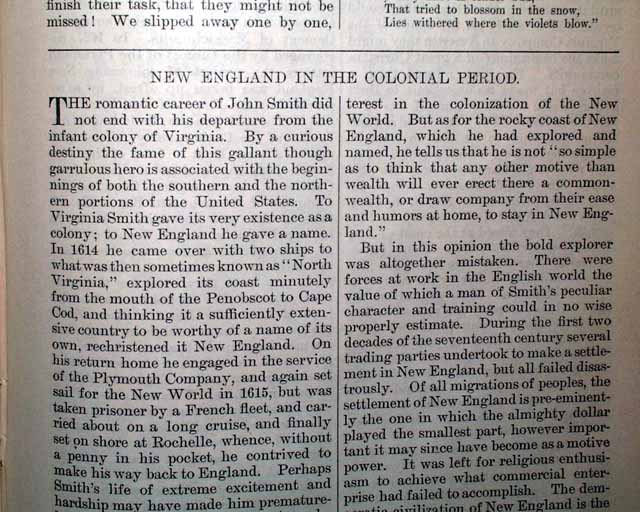 finish their task, that they might not be
missed! We slipped away one by one,
That tried to blossom in the snow,
Lies withered where the violets blow."
NEW ENGLAND IN THE COLONIAL PERIOD.
THE romantic career of John Smith did
not end with his departure from the
infant colony of Virginia. By a curious
destiny the fame of this gallant though
garrulous hero is associated with the begin-
nings of both the southern and the north-
ern portions of the United States. To
Virginia Smith gave its very existence as a
colony; to New England he gave a name.
In 1614 he came over with two ships to
what was then sometimes known as "North
Virginia," explored its coast minutely
from the mouth of the Penobscot to Cape
Cod, and thinking it a sufficiently exten-
sive country to be worthy of a name of its
own, rechristened it New England. On
his return home he engaged in the service
of the Plymouth Company, and again set
sail for the New World in 1615, but was
taken prisoner by a French fleet, and car-
ried about on a long cruise, and finally
set on shore at Rochelle, whence, without
a penny in his pocket, he contrived to
make his way back to England. Perhaps
Smith's life of extreme excitement and
hardship may have made him premature-
terest in the colonization of the New
World. But as for the rocky coast of New
England, which he had explored and
named, he tells us that he is not "so simple
as to think that any other motive than
wealth will ever erect there a common-
wealth, or draw company from their ease
and humors at home, to stay in New Eng-
land."
But in this opinion the bold explorer
was altogether mistaken. There were
forces at work in the English world the
value of which a man of Smith's peculiar
character and training could in no wise
properly estimate. During the first two
decades of the seventeenth century several
trading parties undertook to make a settle-
ment in New England, but all failed disas-
trously. Of all migrations of peoples, the
settlement of New England is pre-eminent-
ly the one in which the almighty dollar
played the smallest part, however impor-
tant it may since have become as a motive
power. It was left for religious enthusi-
asm to achieve what commercial enter-
prise had failed to accomplish. The dem-
ocratic civilization of New England is the